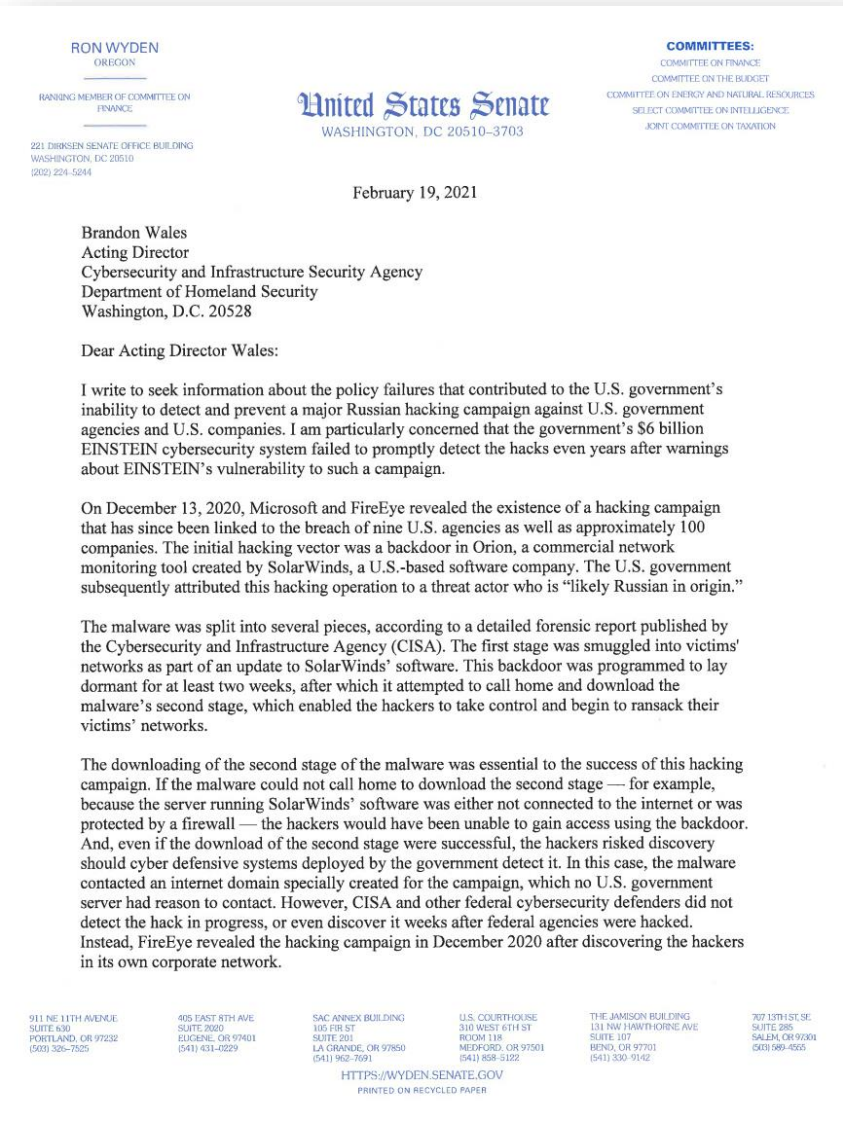 RON WYDEN
OREGON
RANKING MEMBER OF COMMITTEE ON
FINANCE
221 DIRKSEN SENATE OFFICE BUILDING
WASHINGTON, DC 20510
(202) 224–5244
United States Senate
WASHINGTON, DC 20510–3703
COMMITTEES:
COMMITTEE ON FINANCE
COMMITTEE ON THE BUDGET
COMMITTEE ON ENERGY AND NATURAL RESOURCES
SELECT COMMITTEE ON INTELLIGENCE
JOINT COMMITTEE ON TAXATION
February 19, 2021
Brandon Wales
Acting Director
Cybersecurity and Infrastructure Security Agency
Department of Homeland Security
Washington, D.C. 20528
Dear Acting Director Wales:
I write to seek information about the policy failures that contributed to the U.S. government’s
inability to detect and prevent a major Russian hacking campaign against U.S. government
agencies and U.S. companies. I am particularly concerned that the government’s $6 billion
EINSTEIN cybersecurity system failed to promptly detect the hacks even years after warnings
about EINSTEIN’s vulnerability to such a campaign.
On December 13, 2020, Microsoft and FireEye revealed the existence of a hacking campaign
that has since been linked to the breach of nine U.S. agencies as well as approximately 100
companies. The initial hacking vector was a backdoor in Orion, a commercial network
monitoring tool created by SolarWinds, a U.S.-based software company. The U.S. government
subsequently attributed this hacking operation to a threat actor who is “likely Russian in origin.”
The malware was split into several pieces, according to a detailed forensic report published by
the Cybersecurity and Infrastructure Agency (CISA). The first stage was smuggled into victims'
networks as part of an update to SolarWinds’ software. This backdoor was programmed to lay
dormant for at least two weeks, after which it attempted to call home and download the
malware’s second stage, which enabled the hackers to take control and begin to ransack their
victims’ networks.
The downloading of the second stage of the malware was essential to the success of this hacking
campaign. If the malware could not call home to download the second stage — for example,
because the server running SolarWinds’ software was either not connected to the internet or was
protected by a firewall — the hackers would have been unable to gain access using the backdoor.
And, even if the download of the second stage were successful, the hackers risked discovery
should cyber defensive systems deployed by the government detect it. In this case, the malware
contacted an internet domain specially created for the campaign, which no U.S. government
server had reason to contact. However, CISA and other federal cybersecurity defenders did not
detect the hack in progress, or even discover it weeks after federal agencies were hacked.
Instead, FireEye revealed the hacking campaign in December 2020 after discovering the hackers
in its own corporate network.
911 NE 11TH AVENUE
SUITE 630
PORTLAND, OR 97232
(503) 326–7525
405 EAST 8TH AVE
SUITE 2020
EUGENE, OR 97401
(541) 431–0229
SAC ANNEX BUILDING
105 FIR ST
SUITE 201
LA GRANDE, OR 97850
(541) 962–7691
U.S. COURTHOUSE
310 WEST 6TH ST
ROOM 118
MEDFORD, OR 97501
(541) 858–5122
THE JAMISON BUILDING
131 NW HAWTHORNE AVE
SUITE 107
BEND, OR 97701
(541) 330–9142
707 13TH ST, SE
SUITE 285
SALEM, OR 97301
(503) 589–4555
HTTPS://WYDEN.SENATE.GOV
PRINTED ON RECYCLED PAPER